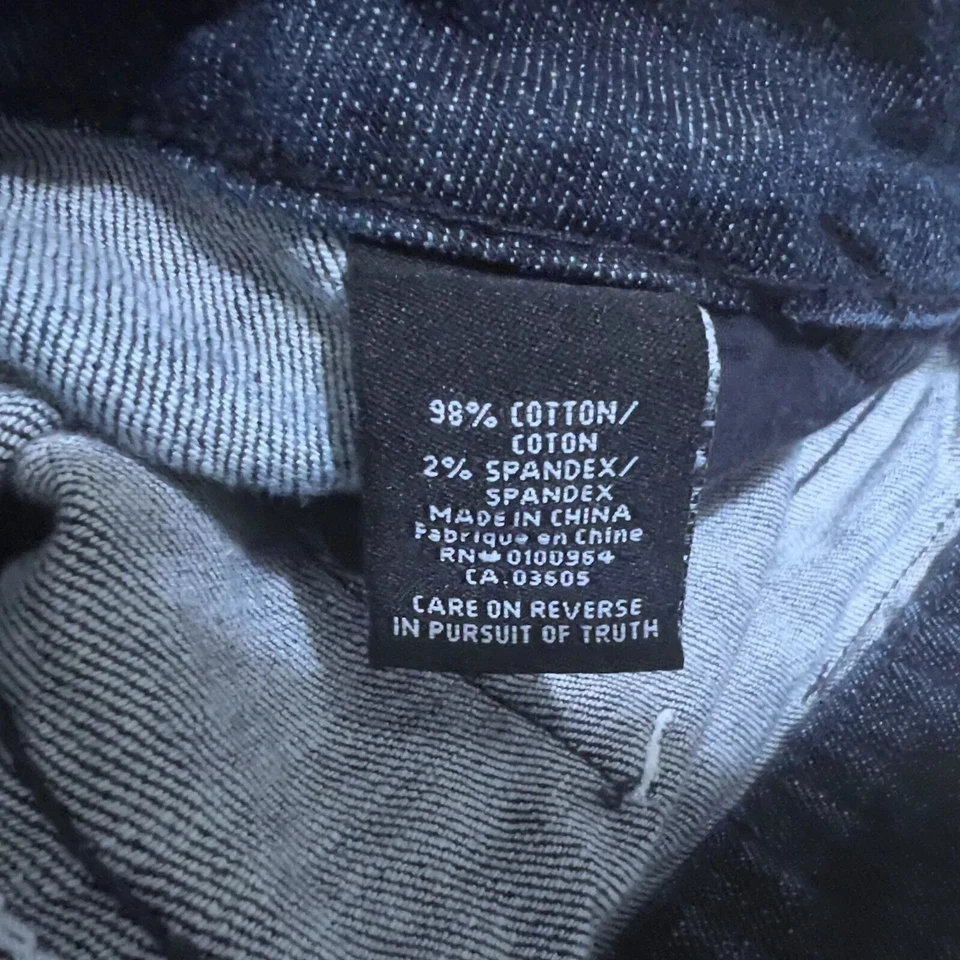 98% COTTON/
COTON
2% SPANDEX/
SPANDEX
MADE IN CHINA
Fabriqué en Chine
RN# 0100964
CA.03605
CARE ON REVERSE
IN PURSUIT OF TRUTH